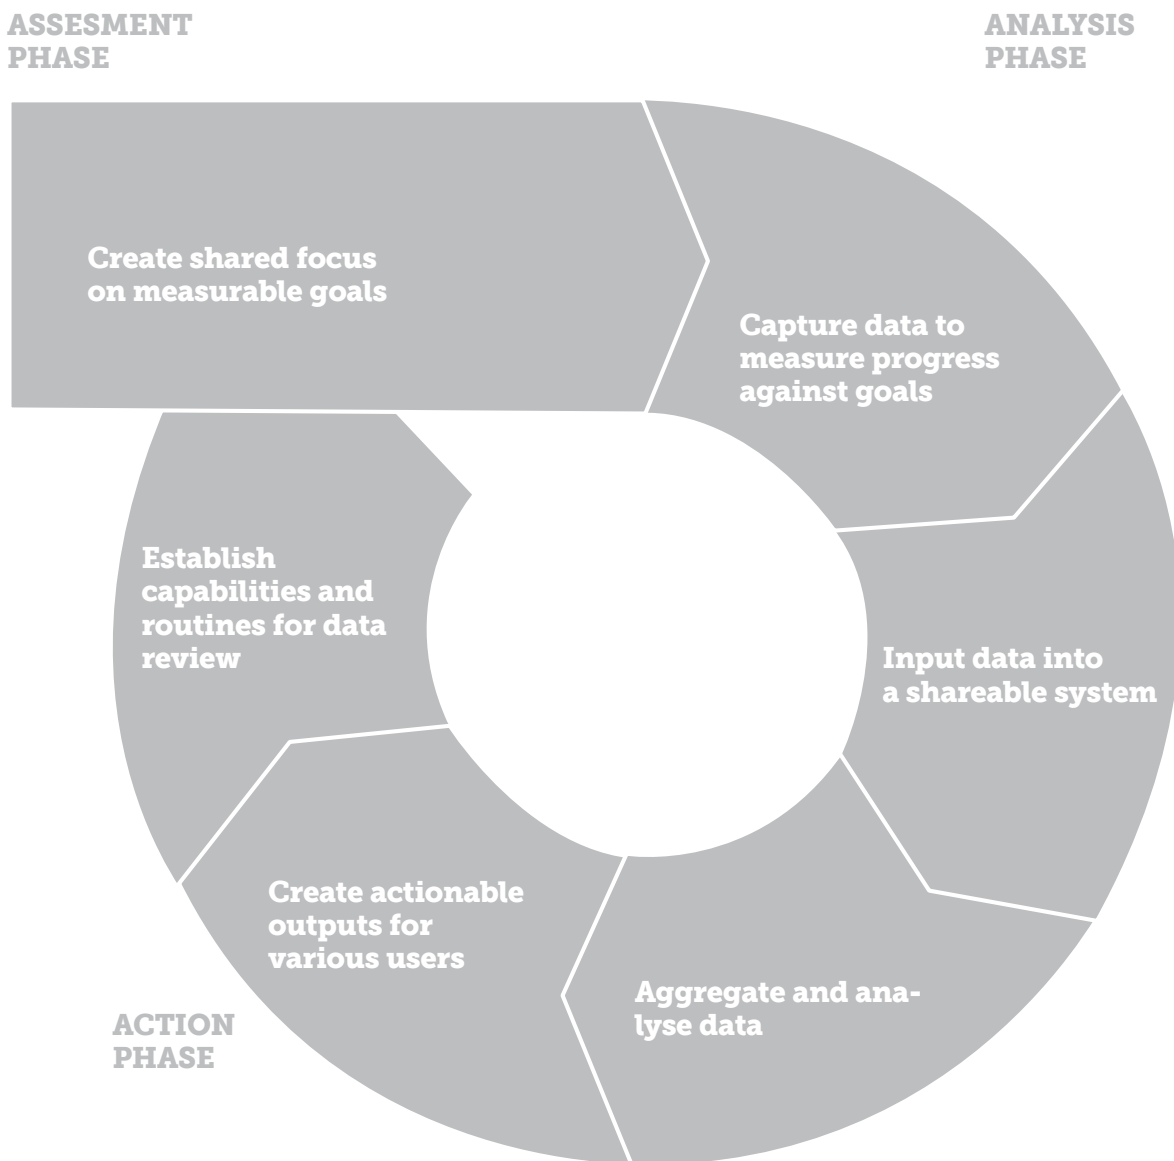 ASSESMENT
PHASE
ANALYSIS
PHASE
Create shared focus
on measurable goals
Capture data to
measure progress
against goals
Input data into
a shareable system
Aggregate and ana-
lyse data
Create actionable
outputs for
various users
Establish
capabilities and
routines for data
review
ACTION
PHASE